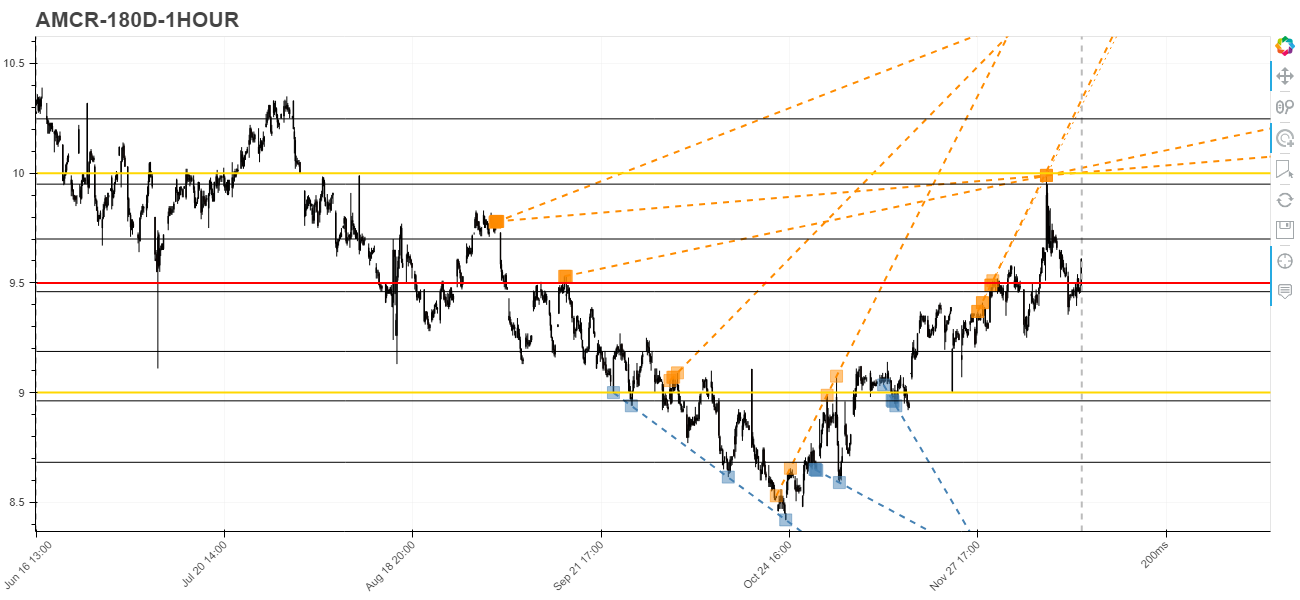 AMCR-180D-1HOUR
10.5
10
9.5
9
8.5
Jun 16 13:00
Jul 20 14:00
Aug 18 20:00
Sep 21 17:00
Oct 24 16:00
Nov 27 17:00
200ms